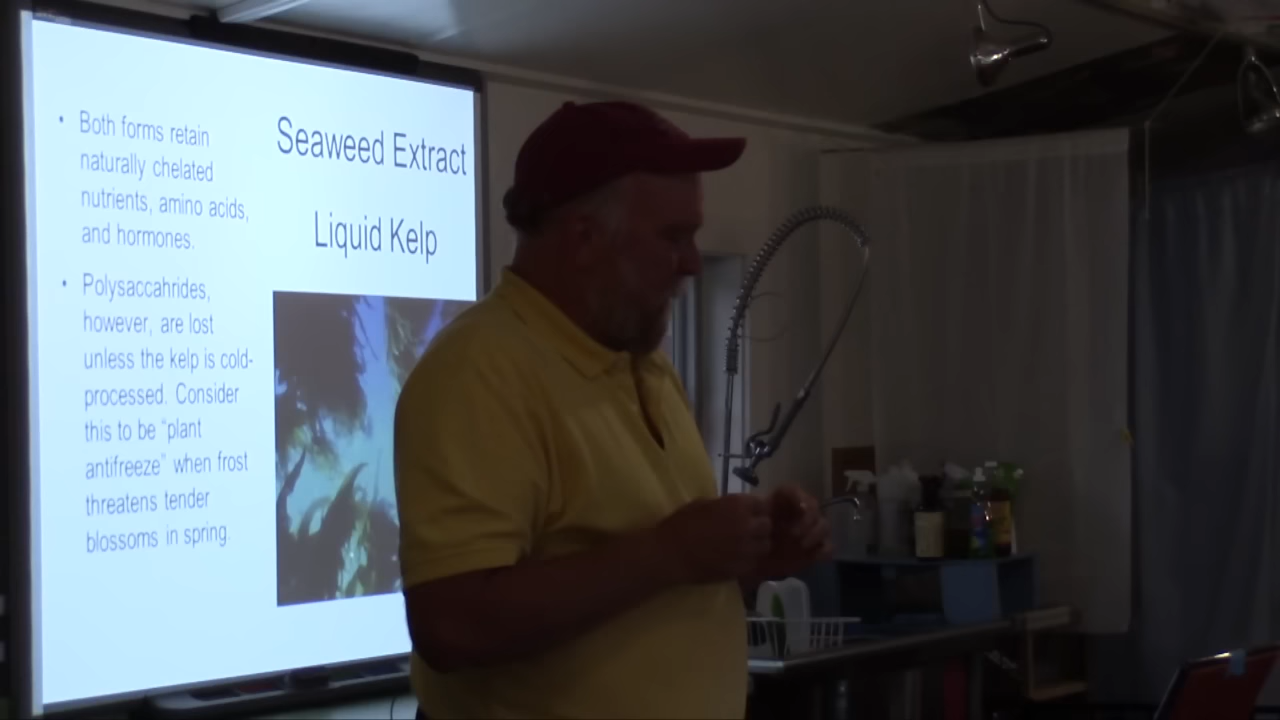 Seaweed Extract
Liquid Kelp
• Both forms retain
naturally chelated
nutrients, amino acids,
and hormones.
• Polysaccahrides,
however, are lost
unless the kelp is cold-
processed. Consider
this to be “plant
antifreeze” when frost
threatens tender
blossoms in spring.